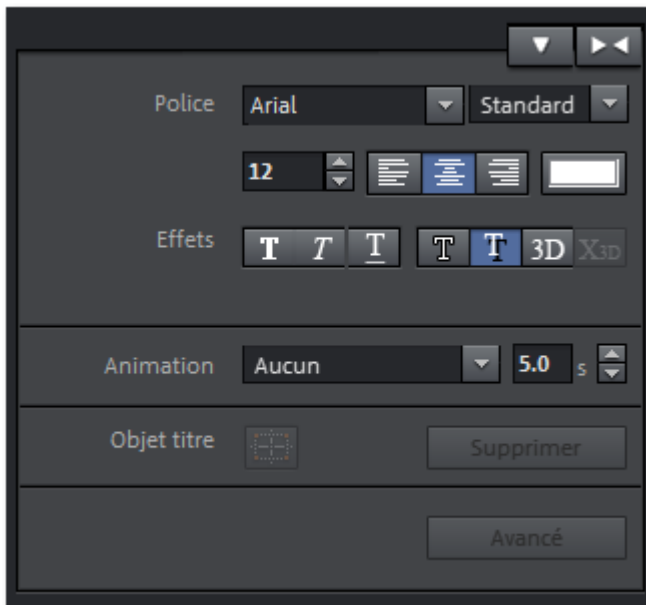 Police Arial Standard
12
Effets T T T T T 3D X3D
Animation Aucun 5.0 s
Objet titre Supprimer
Avancé